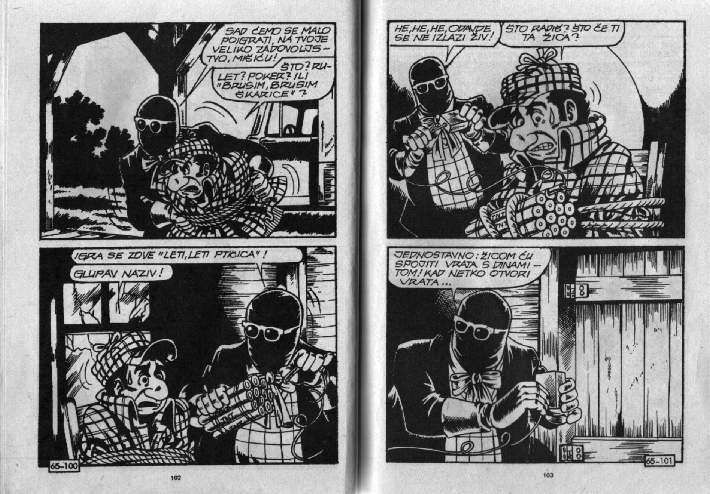 SAD ĆEMO SE MALO
POIGRATI, NA TVOJE
VELIKO ZADOVOLJS-
TVO, MIŠIĆU!
ŠTO? RU-
LET? POKER? ILI
"BRUSIM, BRUSIM
ŠKARICE"?
IGRA SE ZOVE "LETI, LETI PTIČICA"!
GLUPAV NAZIV!
65-100
102
HE, HE, HE, ODAVDE
SE NE IZLAZI ŽIV!
ŠTO RADIŠ? ŠTO ĆE TI
TA ŽICA?
JEDNOSTAVNO: ŽICOM ĆU
SPOJITI VRATA S DINAMI-
TOM! KAD NETKO OTVORI
VRATA...
65-101
103